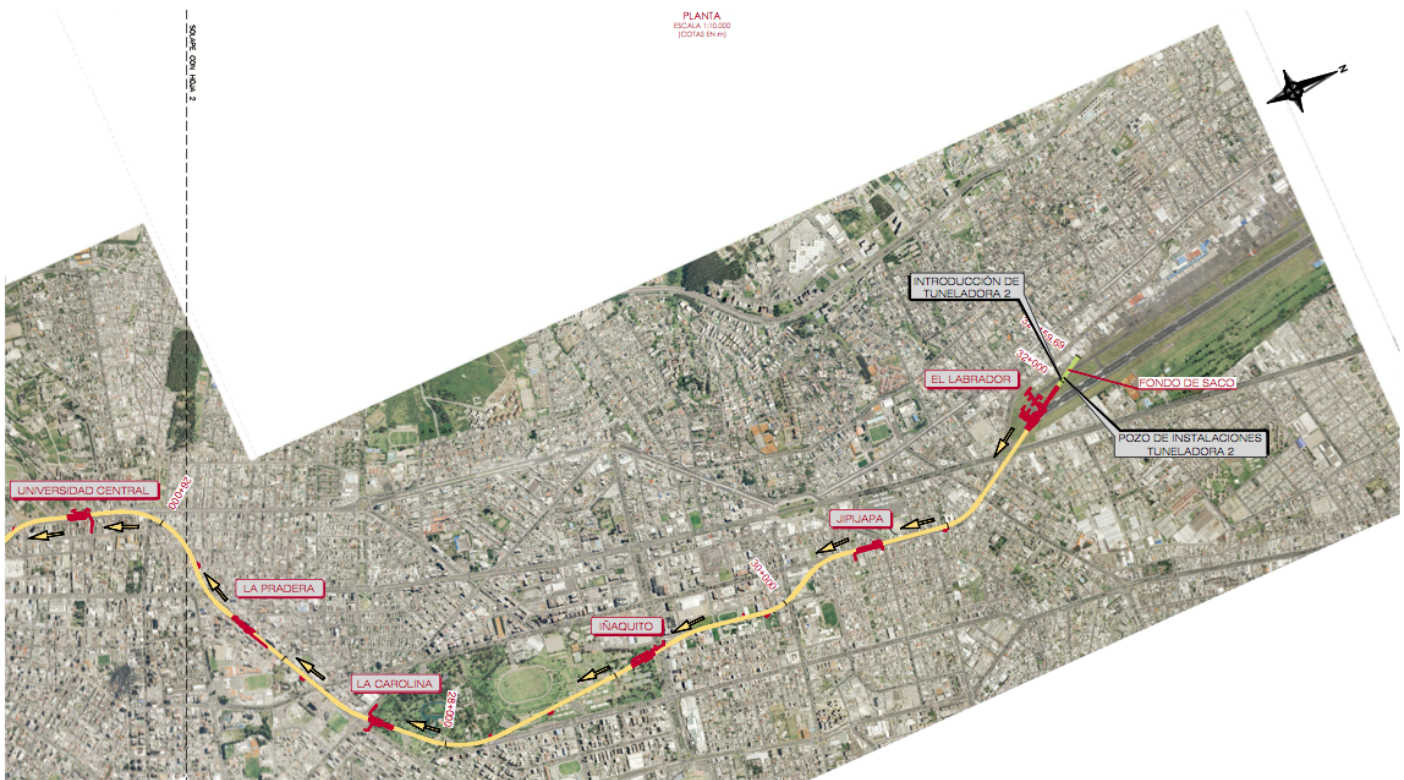 PLANTA
ESCALA 1:10.000
(COTAS EN m)
SOLAPE CON HOJA 2
N
INTRODUCCIÓN DE
TUNELADORA 2
32+000
EL LABRADOR
FONDO DE SACO
POZO DE INSTALACIONES
TUNELADORA 2
UNIVERSIDAD CENTRAL
26+000
JIPIJAPA
30+000
LA PRADERA
IÑAQUITO
LA CAROLINA
28+000